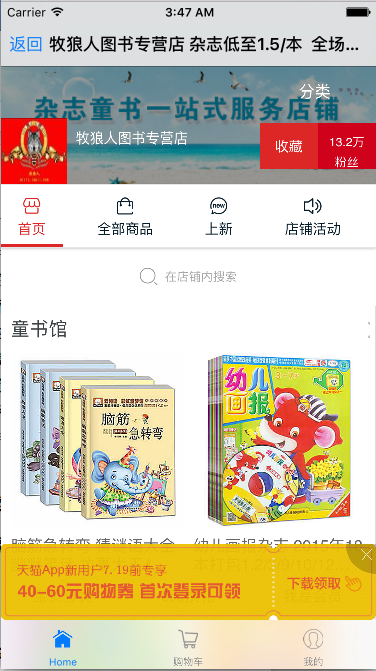 Carrier 3:47 AM
返回 牧狼人图书专营店 杂志低至1.5/本 全场...
分类
杂志童书一站式服务店铺
牧狼人图书专营店
收藏
13.2万
粉丝
首页 全部商品 上新 店铺活动
new
在店铺内搜索
童书馆
脑筋
急转弯
幼儿
画报
脑筋急转弯 猜谜语大全
幼儿画报杂志 2015年12
天猫App新用户7.19前专享
40-60元购物券 首次登录可领
下载领取
Home 购物车 我的